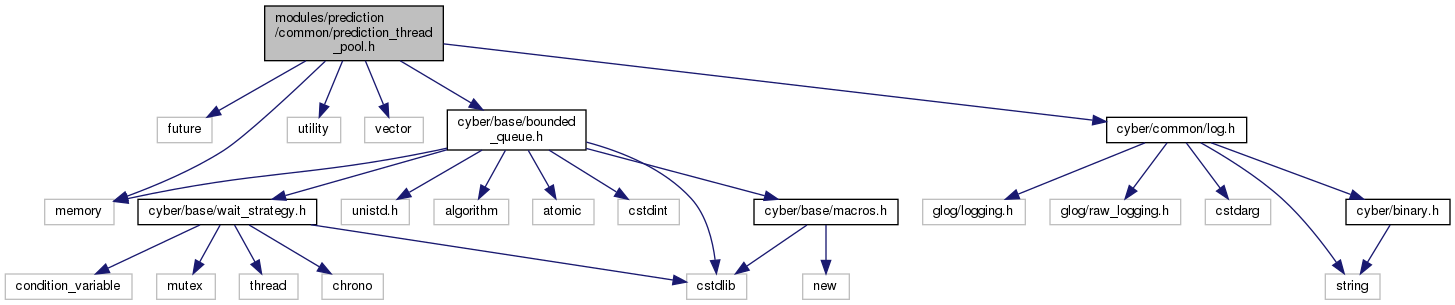 modules/prediction
/common/prediction_thread
_pool.h
future
utility
vector
cyber/base/bounded
_queue.h
cyber/common/log.h
memory
cyber/base/wait_strategy.h
unistd.h
algorithm
atomic
cstdint
cyber/base/macros.h
glog/logging.h
glog/raw_logging.h
cstdarg
cyber/binary.h
condition_variable
mutex
thread
chrono
cstdlib
new
string